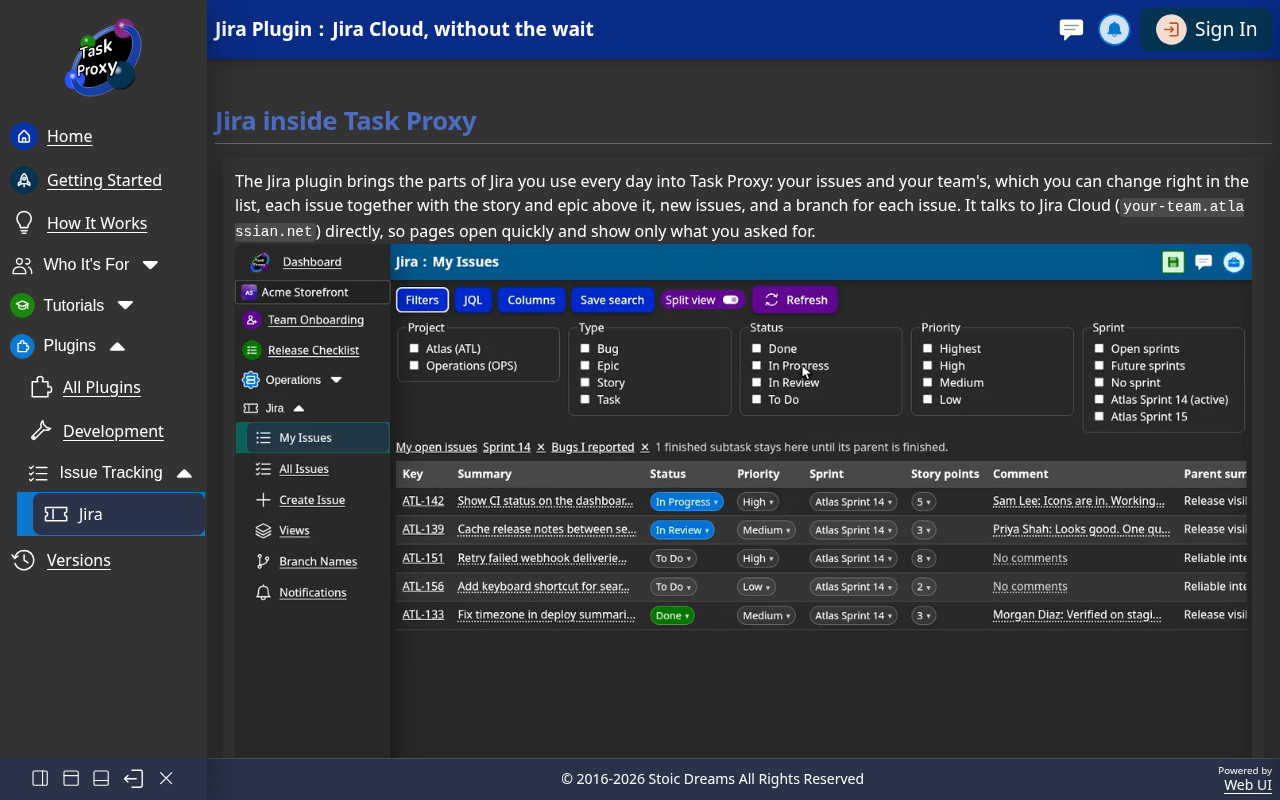 Task Proxy
Jira Plugin : Jira Cloud, without the wait
Sign In
Home
Getting Started
How It Works
Who It's For
Tutorials
Plugins
All Plugins
Development
Issue Tracking
Jira
Versions
Jira inside Task Proxy
The Jira plugin brings the parts of Jira you use every day into Task Proxy: your issues and your team's, which you can change right in the
list, each issue together with the story and epic above it, new issues, and a branch for each issue. It talks to Jira Cloud ( your-team.atla
ssian.net ) directly, so pages open quickly and show only what you asked for.
Task Proxy
Dashboard
AS Acme Storefront
Team Onboarding
Release Checklist
Operations
Jira
My Issues
All Issues
Create Issue
Views
Branch Names
Notifications
Jira : My Issues
Filters JQL Columns Save search Split view Refresh
Project
Atlas (ATL)
Operations (OPS)
Type
Bug
Epic
Story
Task
Status
Done
In Progress
In Review
To Do
Priority
Highest
High
Medium
Low
Sprint
Open sprints
Future sprints
No sprint
Atlas Sprint 14 (active)
Atlas Sprint 15
My open issues Sprint 14 × Bugs I reported × 1 finished subtask stays here until its parent is finished.
Key Summary Status Priority Sprint Story points Comment Parent sum
ATL-142 Show CI status on the dashboar... In Progress High Atlas Sprint 14 5 Sam Lee: Icons are in. Working... Release visi
ATL-139 Cache release notes between se... In Review Medium Atlas Sprint 14 3 Priya Shah: Looks good. One qu... Release visi
ATL-151 Retry failed webhook deliverie... To Do High Atlas Sprint 14 8 No comments Reliable inte
ATL-156 Add keyboard shortcut for sear... To Do Low Atlas Sprint 14 2 No comments Reliable inte
ATL-133 Fix timezone in deploy summari... Done Medium Atlas Sprint 14 3 Morgan Diaz: Verified on stagi... Release visi
© 2016-2026 Stoic Dreams All Rights Reserved
Powered by
Web UI